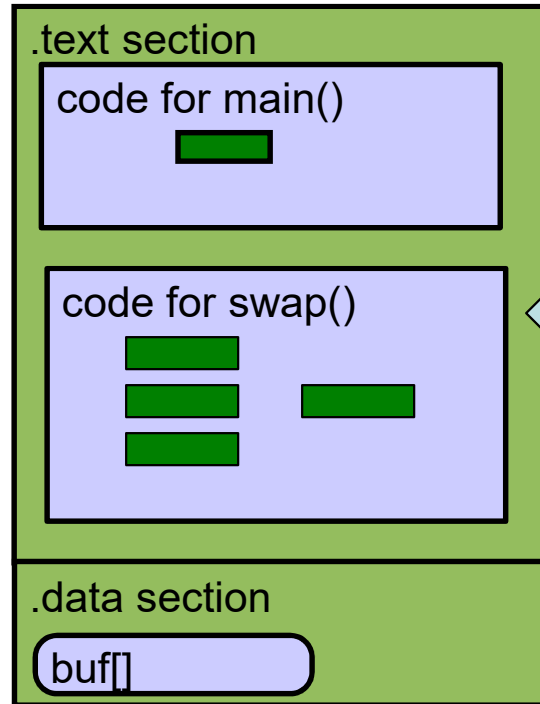 .text section
code for main()
code for swap()
.data section
buf[]